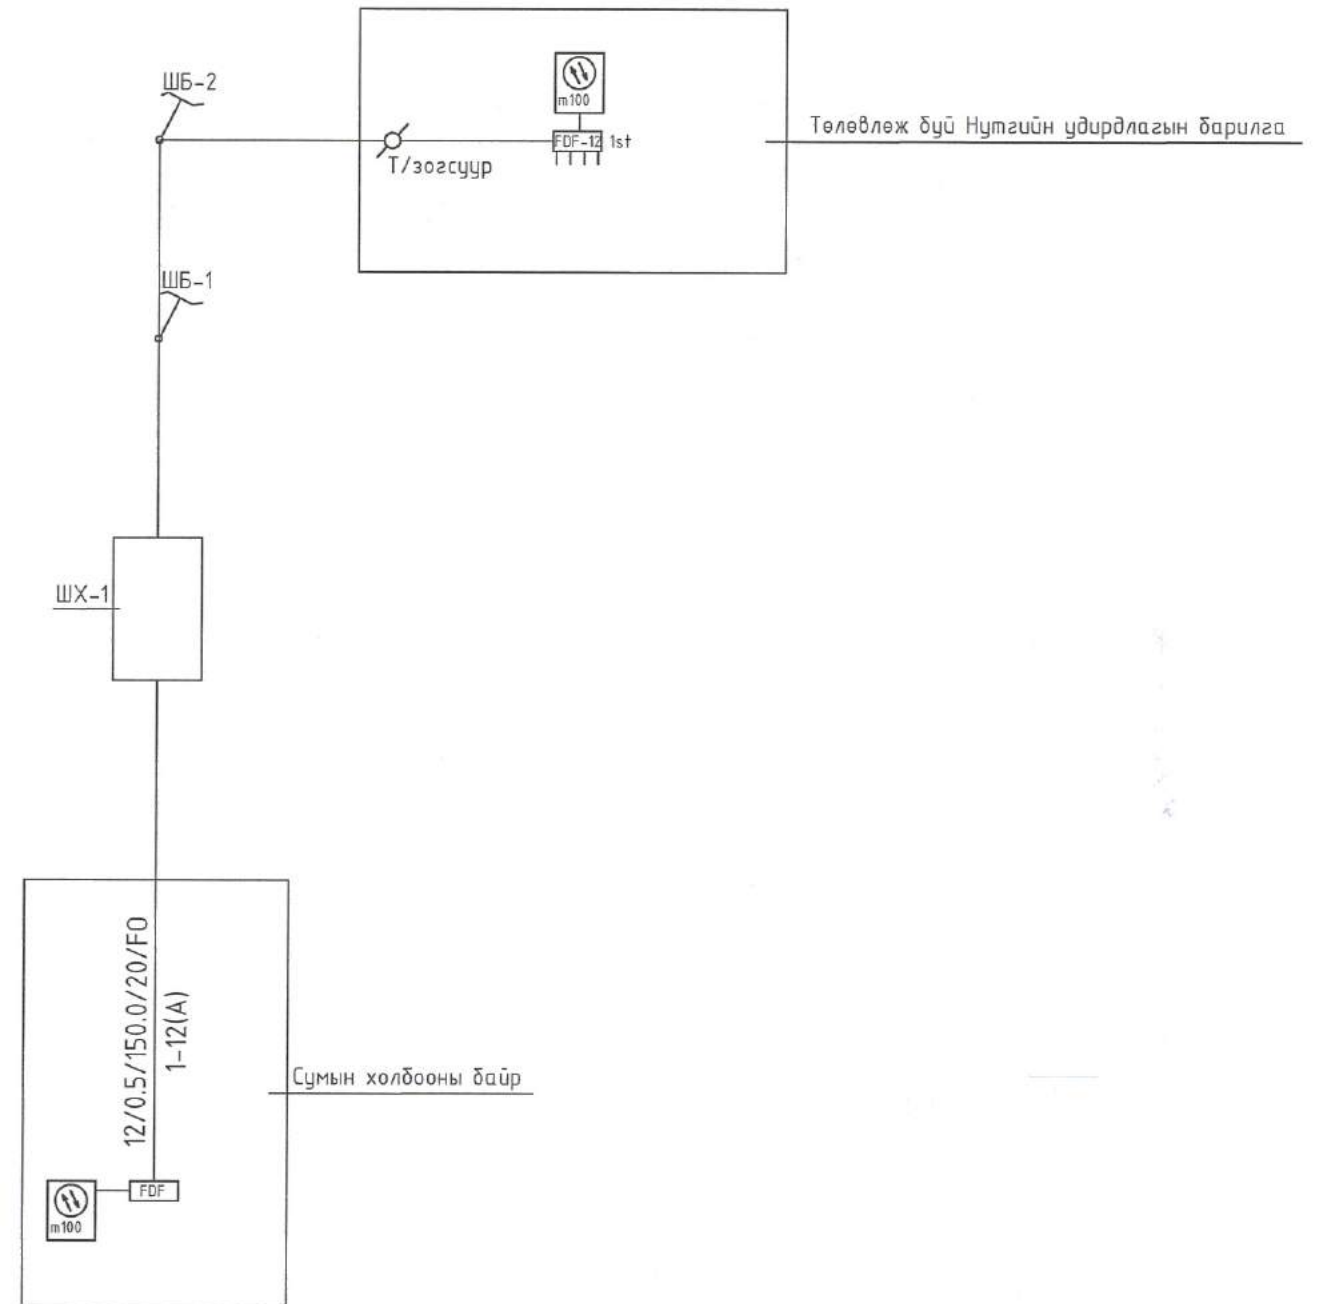 ШБ-2
m100
FDF-12 1st
Төлөвлөж буй Нутгийн удирдлагын барилга
Т/зогсуур
ШБ-1
ШХ-1
12/0.5/150.0/20/FO
1-12(A)
Сумын холбооны байр
FDF
m100